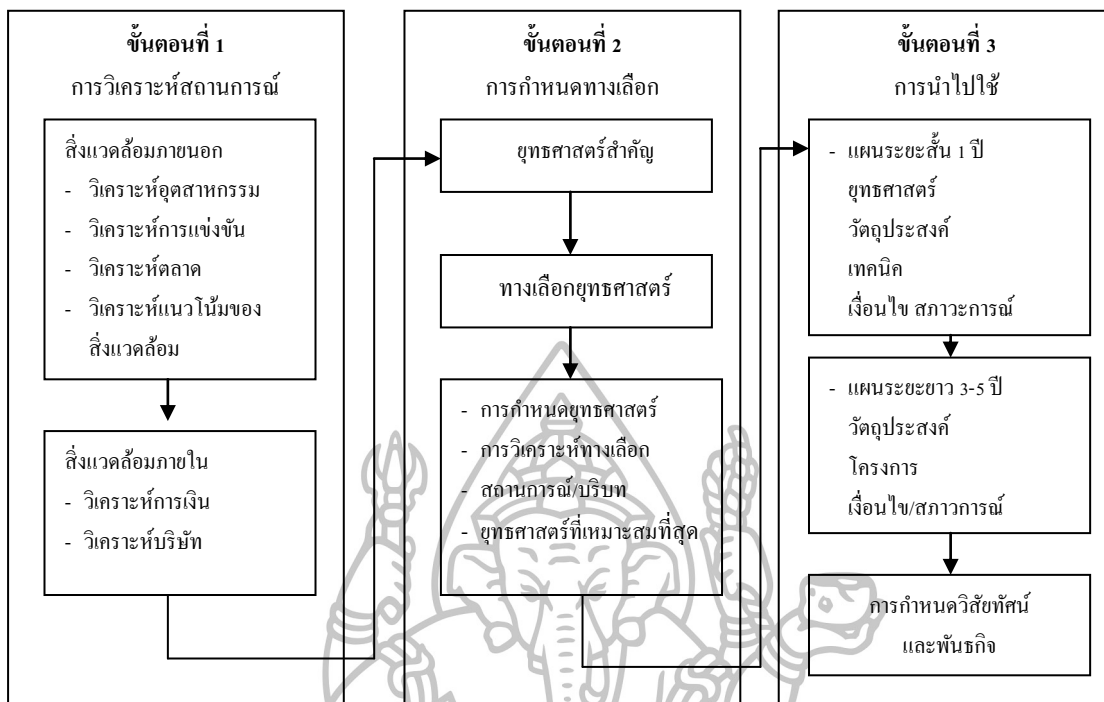 ขั้นตอนที่ 1
การวิเคราะห์สถานการณ์
สิ่งแวดล้อมภายนอก
- วิเคราะห์อุตสาหกรรม
- วิเคราะห์การแข่งขัน
- วิเคราะห์ตลาด
- วิเคราะห์แนวโน้มของ
สิ่งแวดล้อม
สิ่งแวดล้อมภายใน
- วิเคราะห์การเงิน
- วิเคราะห์บริษัท
ขั้นตอนที่ 2
การกำหนดทางเลือก
ยุทธศาสตร์สำคัญ
ทางเลือกยุทธศาสตร์
- การกำหนดยุทธศาสตร์
- การวิเคราะห์ทางเลือก
- สถานการณ์/บริบท
- ยุทธศาสตร์ที่เหมาะสมที่สุด
ขั้นตอนที่ 3
การนำไปใช้
- แผนระยะสั้น 1 ปี
ยุทธศาสตร์
วัตถุประสงค์
เทคนิค
เงื่อนไข สภาวะการณ์
- แผนระยะยาว 3-5 ปี
วัตถุประสงค์
โครงการ
เงื่อนไข/สภาวการณ์
การกำหนดวิสัยทัศน์
และพันธกิจ